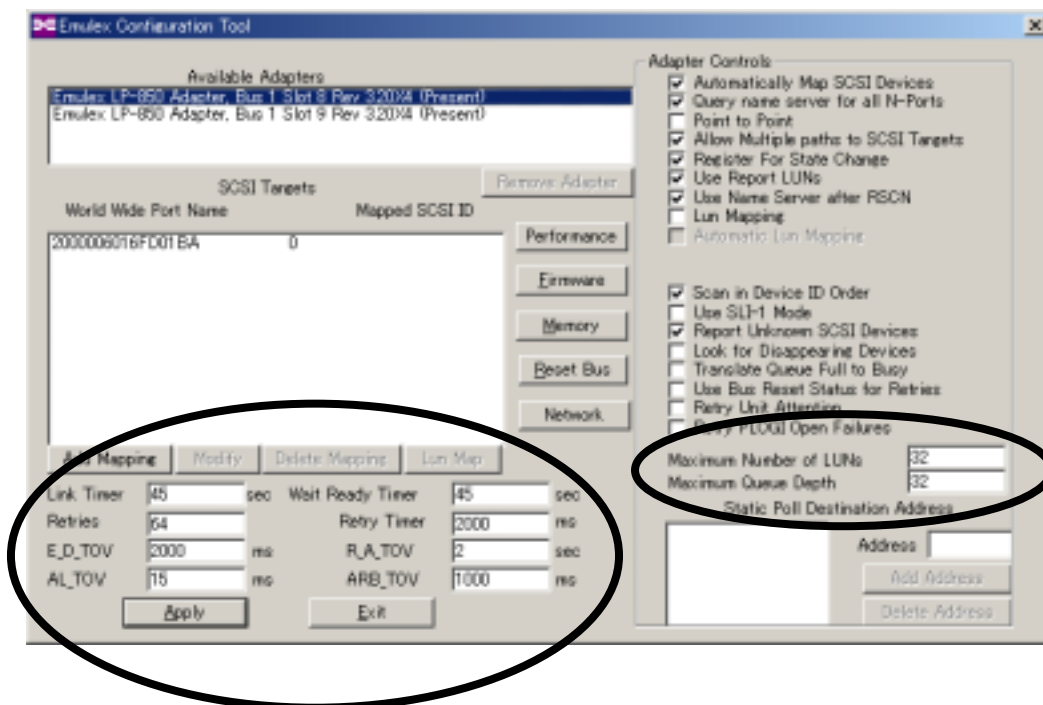 Emulex Configuration Tool
Available Adapters
Emulex LP-850 Adapter, Bus 1 Slot 8 Rev 3.20X4 (Present)
Emulex LP-850 Adapter, Bus 1 Slot 9 Rev 3.20X4 (Present)
Remove Adapter
SCSI Targets
World Wide Port Name Mapped SCSI ID
2000006016FD01BA 0
Performance
Firmware
Memory
Reset Bus
Network
Add Mapping Modify Delete Mapping Lun Map
Link Timer 45 sec Wait Ready Timer 45 sec
Retries 64 Retry Timer 2000 ms
E_D_TOV 2000 ms R_A_TOV 2 sec
AL_TOV 15 ms ARB_TOV 1000 ms
Apply Exit
Adapter Controls
Automatically Map SCSI Devices
Query name server for all N-Ports
Point to Point
Allow Multiple paths to SCSI Targets
Register For State Change
Use Report LUNs
Use Name Server after RSCN
Lun Mapping
Automatic Lun Mapping
Scan in Device ID Order
Use SLI-1 Mode
Report Unknown SCSI Devices
Look for Disappearing Devices
Translate Queue Full to Busy
Use Bus Reset Status for Retries
Retry Unit Attention
Retry PLOGI Open Failures
Maximum Number of LUNs 32
Maximum Queue Depth 32
Static Poll Destination Address
Address
Add Address
Delete Address